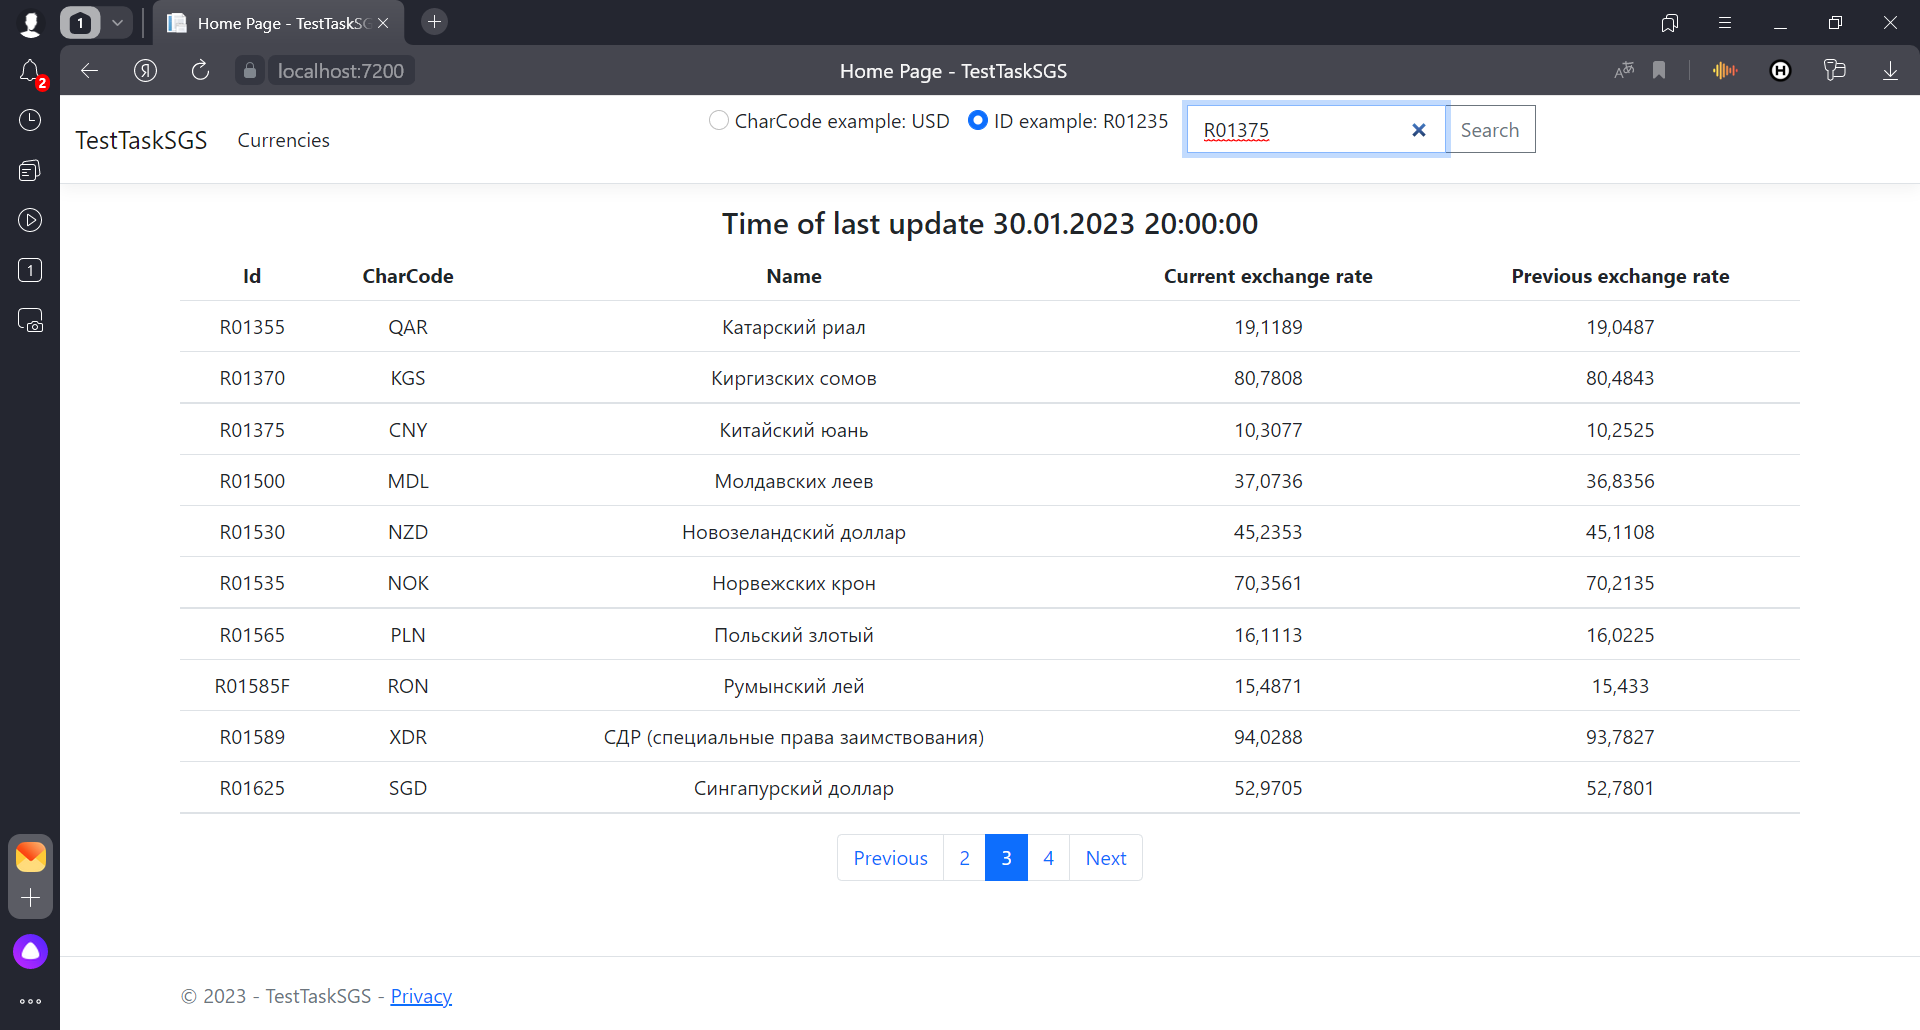 1
Home Page - TestTaskSG
2
localhost:7200
Home Page - TestTaskSGS
TestTaskSGS
Currencies
CharCode example: USD
ID example: R01235
R01375
Search
1
Time of last update 30.01.2023 20:00:00
Id CharCode Name Current exchange rate Previous exchange rate
R01355 QAR Катарский риал 19,1189 19,0487
R01370 KGS Киргизских сомов 80,7808 80,4843
R01375 CNY Китайский юань 10,3077 10,2525
R01500 MDL Молдавских леев 37,0736 36,8356
R01530 NZD Новозеландский доллар 45,2353 45,1108
R01535 NOK Норвежских крон 70,3561 70,2135
R01565 PLN Польский злотый 16,1113 16,0225
R01585F RON Румынский лей 15,4871 15,433
R01589 XDR СДР (специальные права заимствования) 94,0288 93,7827
R01625 SGD Сингапурский доллар 52,9705 52,7801
Previous 2 3 4 Next
© 2023 - TestTaskSGS - Privacy